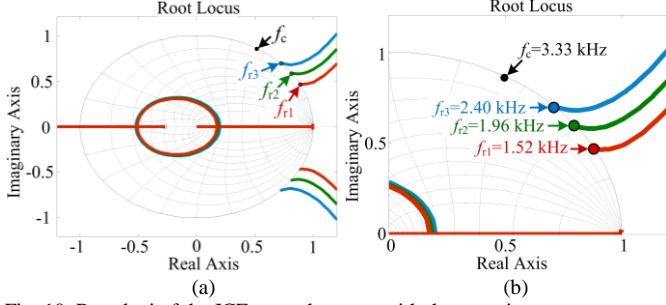 Root Locus
Imaginary Axis
1
0.5
0
-0.5
-1
-1
-0.5
0
0.5
1
Real Axis
fc
fr3
fr2
fr1
(a)
Root Locus
Imaginary Axis
1
0.5
0
0
0.5
1
Real Axis
fc=3.33 kHz
fr3=2.40 kHz
fr2=1.96 kHz
fr1=1.52 kHz
(b)